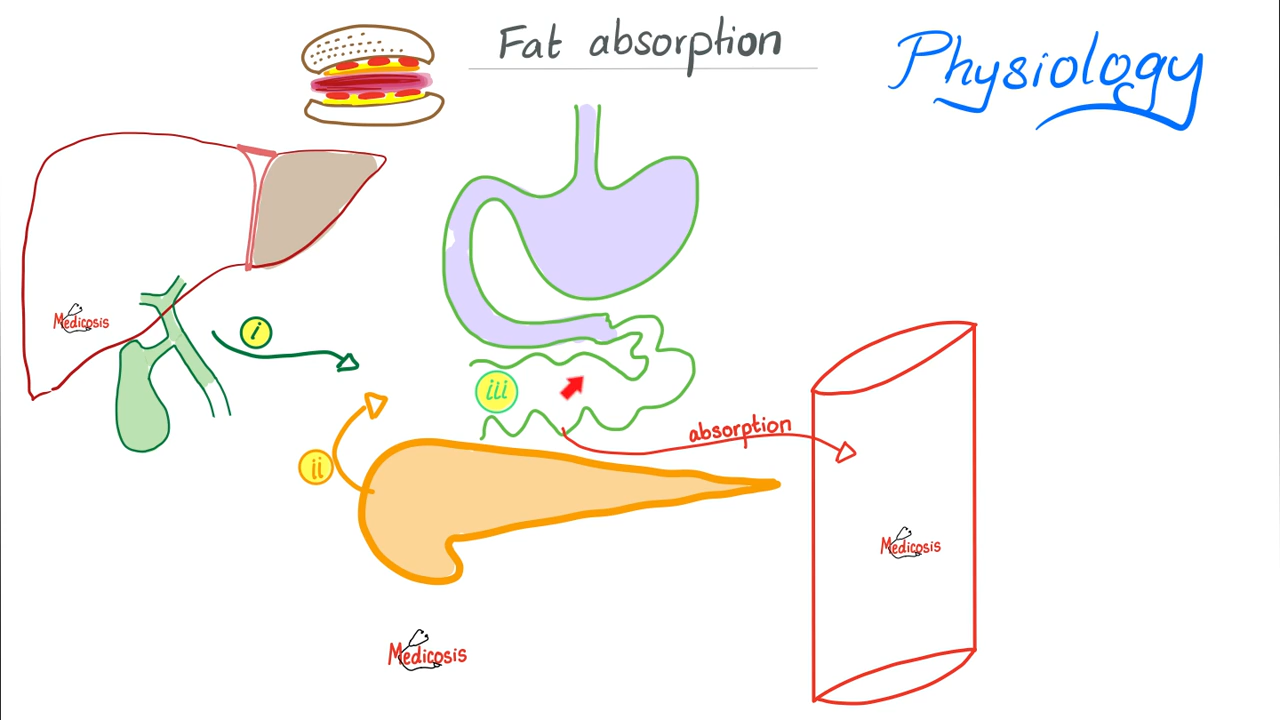 Fat absorption
Physiology
Medicosis
i
iii
absorption
ii
Medicosis
Medicosis